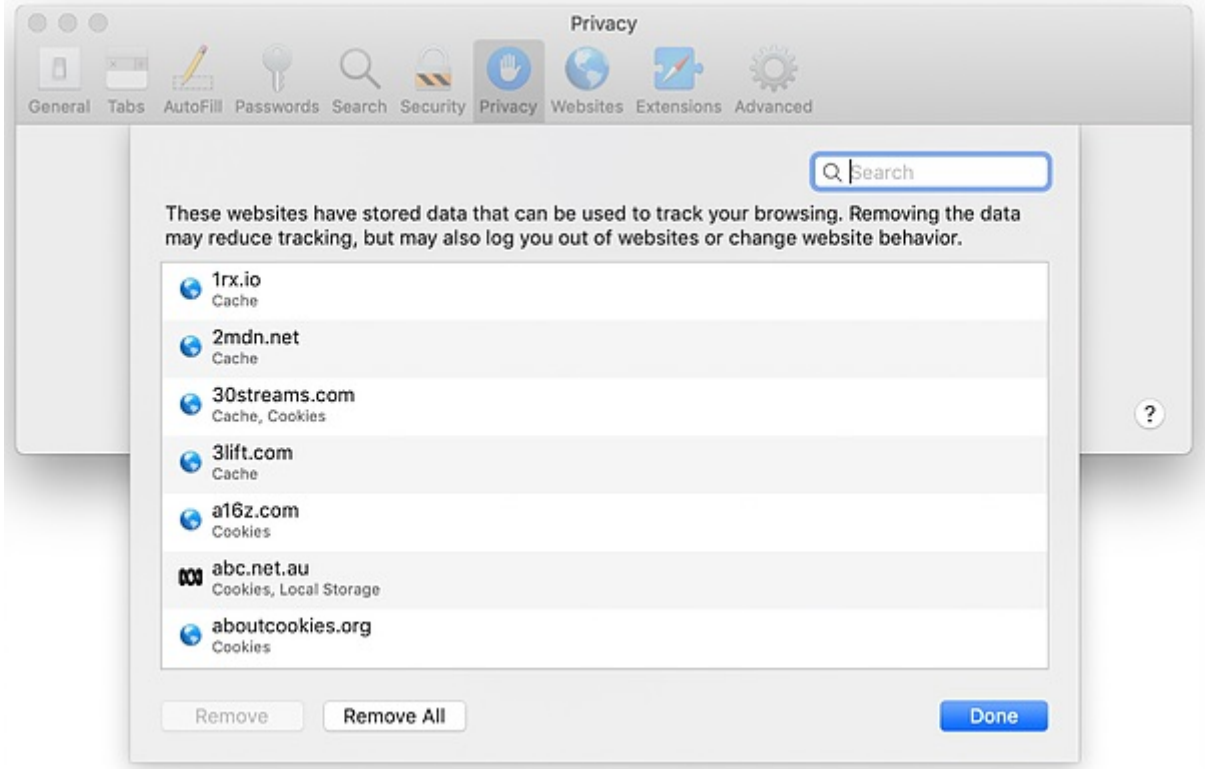 Privacy
General Tabs AutoFill Passwords Search Security Privacy Websites Extensions Advanced
Search
These websites have stored data that can be used to track your browsing. Removing the data
may reduce tracking, but may also log you out of websites or change website behavior.
1rx.io
Cache
2mdn.net
Cache
30streams.com
Cache, Cookies
3lift.com
Cache
a16z.com
Cookies
abc.net.au
Cookies, Local Storage
aboutcookies.org
Cookies
?
Remove Remove All Done